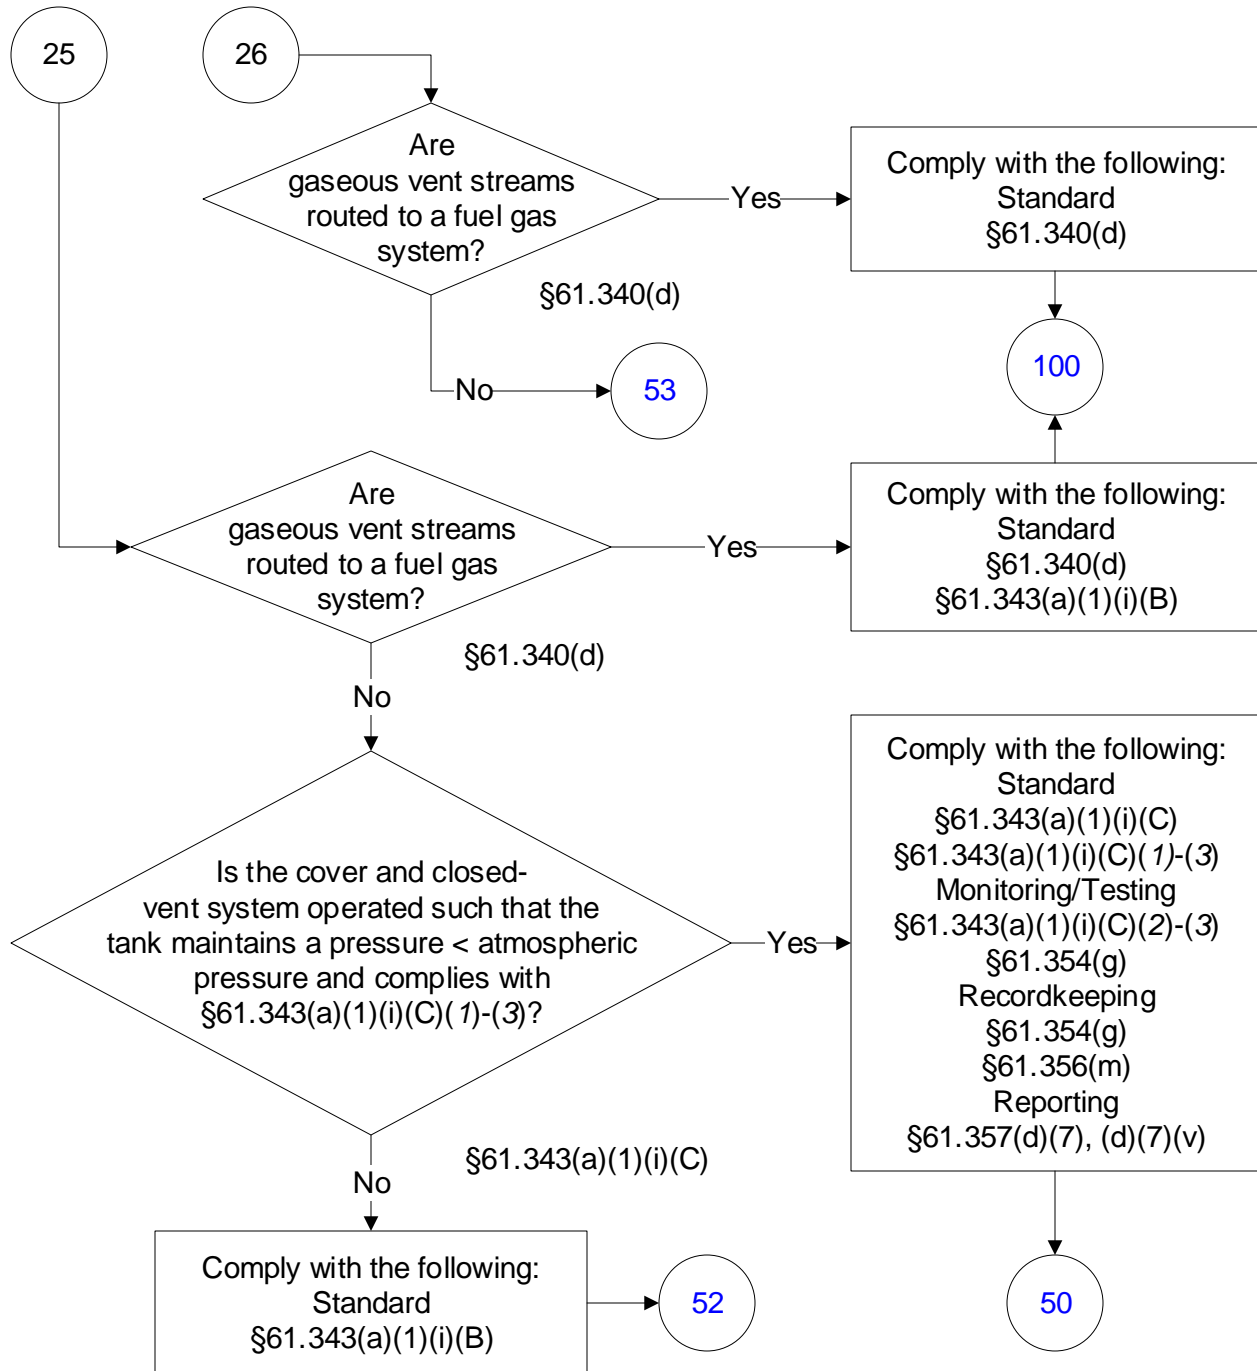 25
26
Are
gaseous vent streams
routed to a fuel gas
system?
Yes
Comply with the following:
Standard
§61.340(d)
§61.340(d)
100
No
53
Are
gaseous vent streams
routed to a fuel gas
system?
Yes
Comply with the following:
Standard
§61.340(d)
§61.343(a)(1)(i)(B)
§61.340(d)
No
Is the cover and closed-
vent system operated such that the
tank maintains a pressure < atmospheric
pressure and complies with
§61.343(a)(1)(i)(C)(1)-(3)?
Yes
Comply with the following:
Standard
§61.343(a)(1)(i)(C)
§61.343(a)(1)(i)(C)(1)-(3)
Monitoring/Testing
§61.343(a)(1)(i)(C)(2)-(3)
§61.354(g)
Recordkeeping
§61.354(g)
§61.356(m)
Reporting
§61.357(d)(7), (d)(7)(v)
§61.343(a)(1)(i)(C)
No
Comply with the following:
Standard
§61.343(a)(1)(i)(B)
52
50